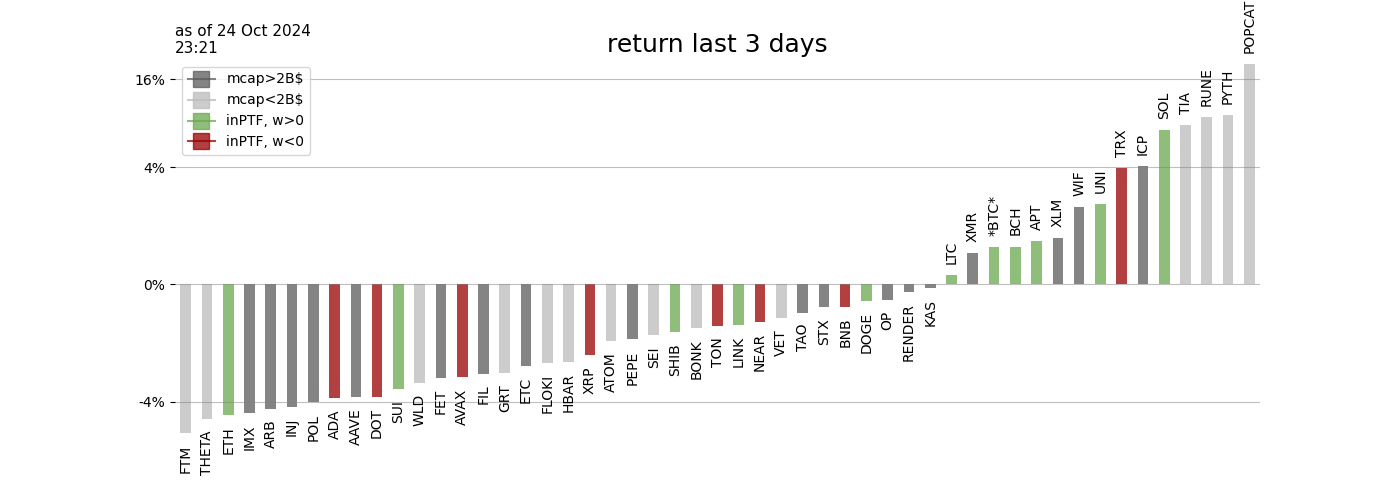 as of 24 Oct 2024
23:21
return last 3 days
mcap>2B$
mcap<2B$
inPTF, w>0
inPTF, w<0
16%
4%
0%
-4%
FTM
THETA
ETH
IMX
ARB
INJ
POL
ADA
AAVE
DOT
SUI
WLD
FET
AVAX
FIL
GRT
ETC
FLOKI
HBAR
XRP
ATOM
PEPE
SEI
SHIB
BONK
TON
LINK
NEAR
VET
TAO
STX
BNB
DOGE
OP
RENDER
KAS
LTC
XMR
*BTC*
BCH
APT
XLM
WIF
UNI
TRX
ICP
SOL
TIA
RUNE
PYTH
POPCAT